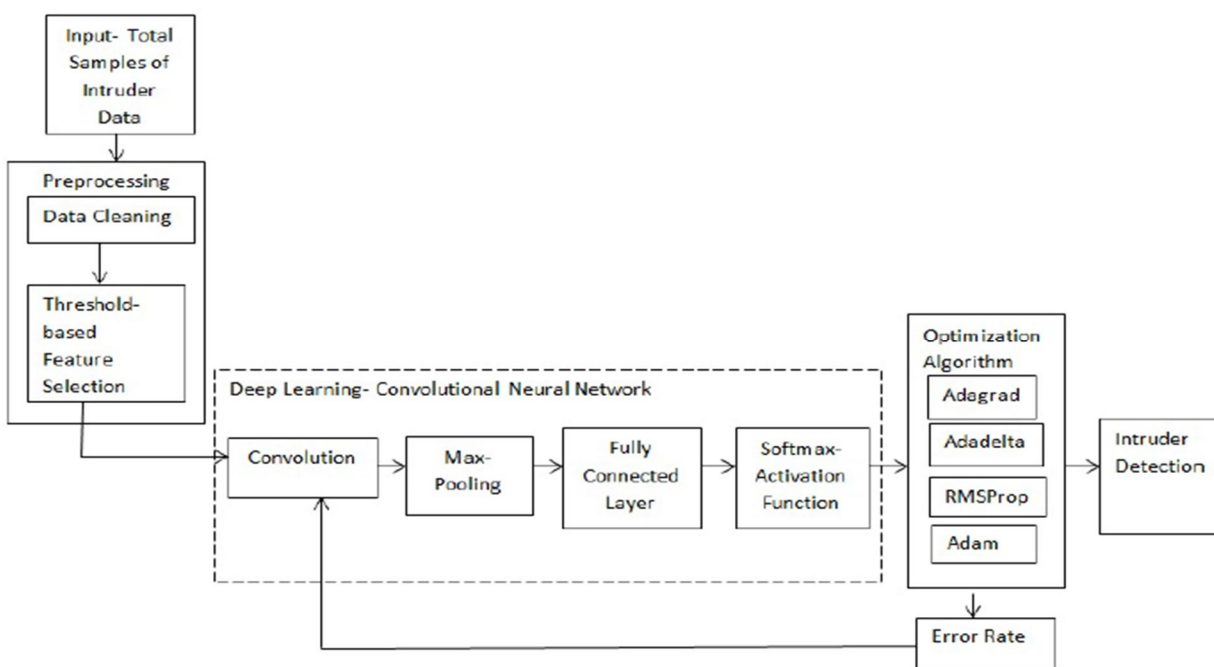 Input- Total
Samples of
Intruder
Data
Preprocessing
Data Cleaning
Threshold-
based
Feature
Selection
Deep Learning- Convolutional Neural Network
Convolution
Max-
Pooling
Fully
Connected
Layer
Softmax-
Activation
Function
Optimization
Algorithm
Adagrad
Adadelta
RMSProp
Adam
Intruder
Detection
Error Rate